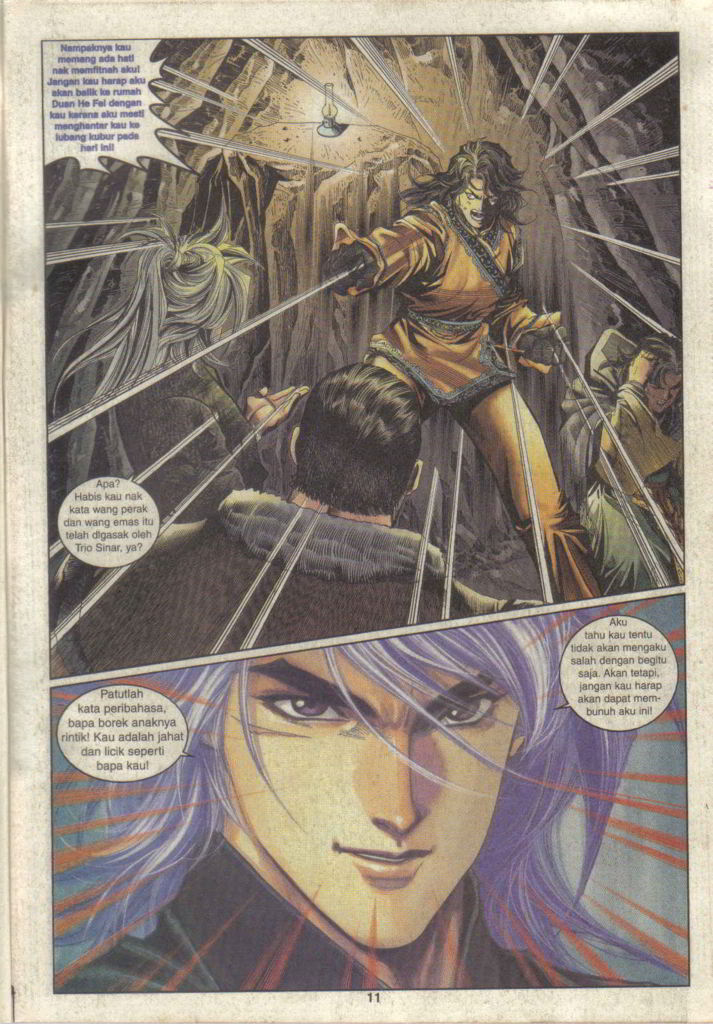 Nampaknya kau
memang ada hati
nak memfitnah aku!
Jangan kau harap aku
akan balik ke rumah
Duan He Fei dengan
kau kerana aku mesti
menghantar kau ke
lubang kubur pada
hari ini!
Apa?
Habis kau nak
kata wang perak
dan wang emas itu
telah digasak oleh
Trio Sinar, ya?
Aku
tahu kau tentu
tidak akan mengaku
salah dengan begitu
saja. Akan tetapi,
jangan kau harap
akan dapat mem-
bunuh aku ini!
Patutlah
kata peribahasa,
bapa borek anaknya
rintik! Kau adalah jahat
dan licik seperti
bapa kau!
11